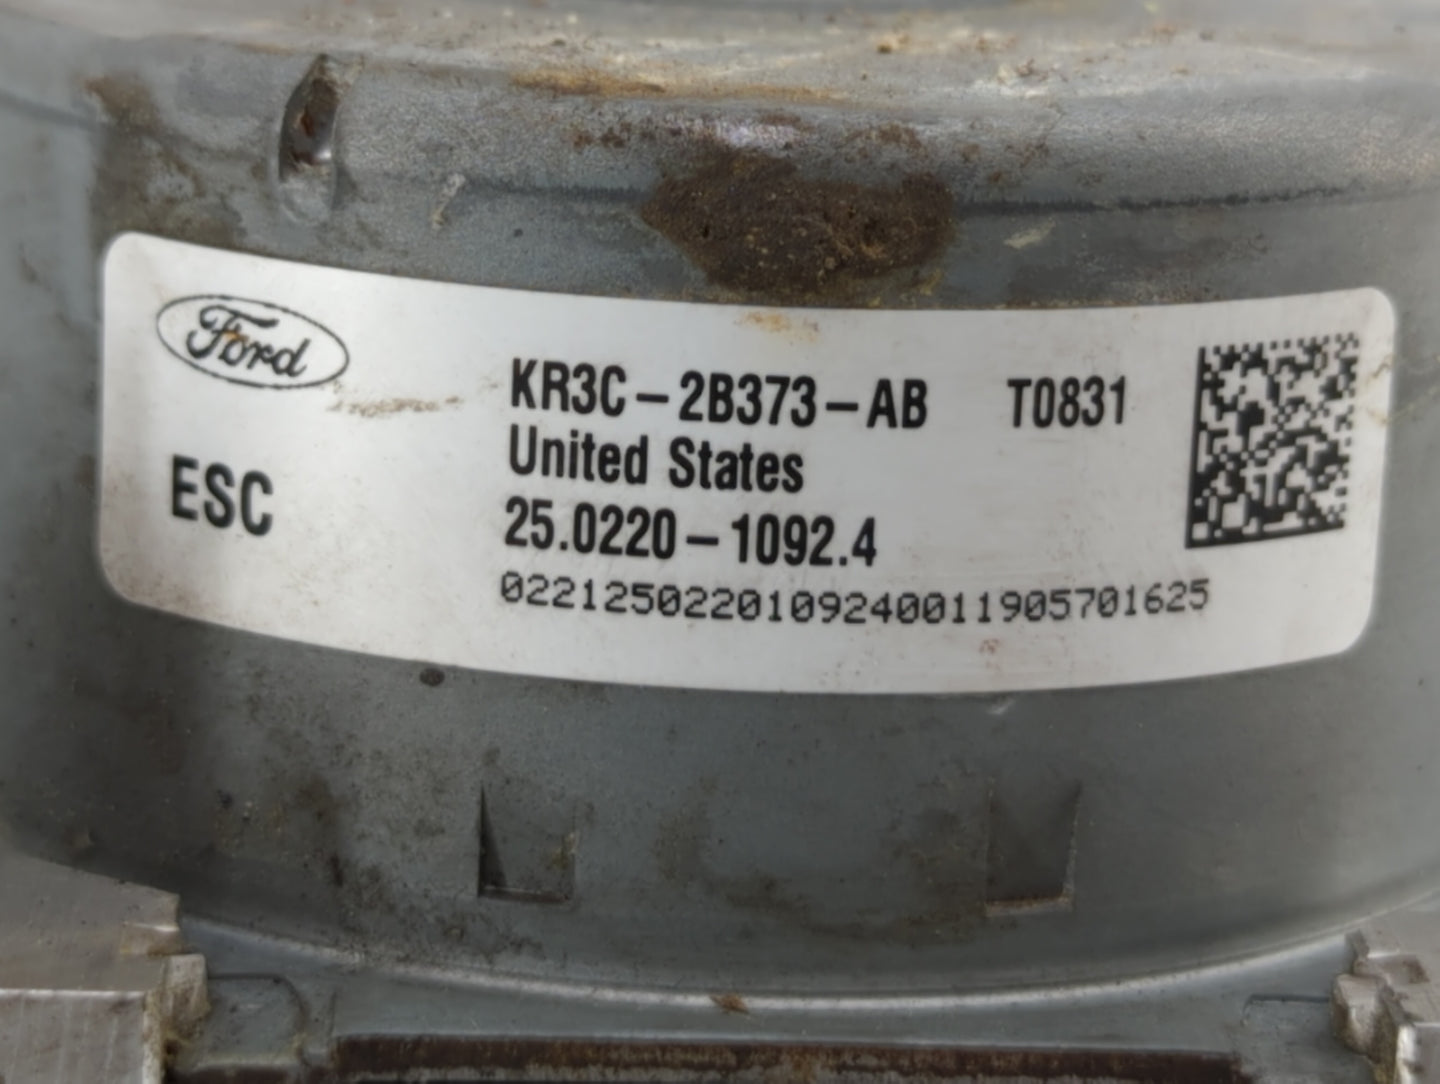 Ford
KR3C-2B373-AB T0831
United States
ESC
25.0220-1092.4
0221250220109240011905701625